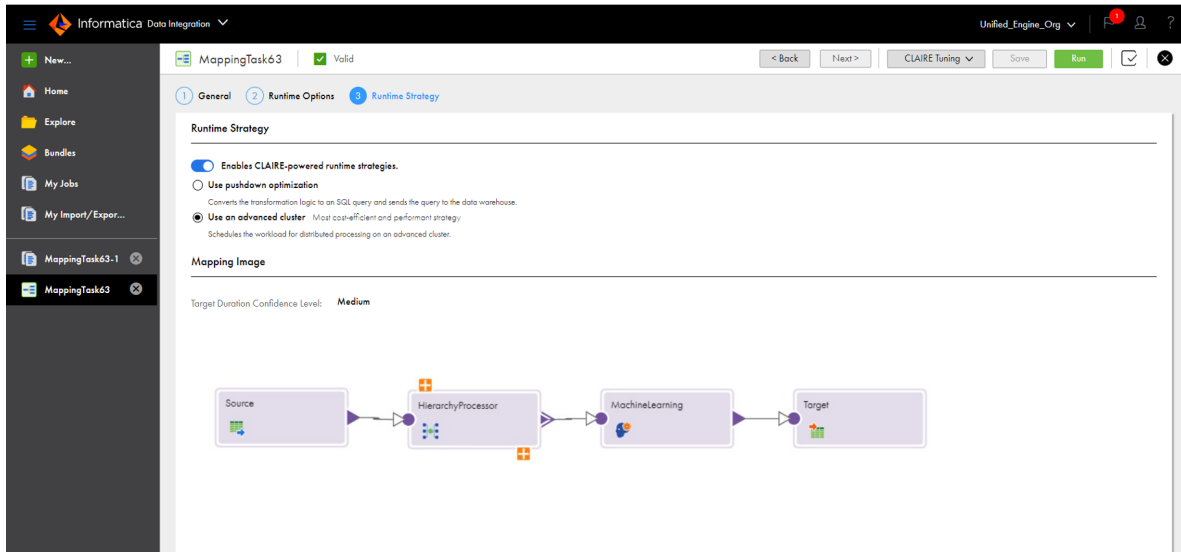 Informatica Data Integration
Unified_Engine_Org
1
?
New...
Home
Explore
Bundles
My Jobs
My Import/Expor...
MappingTask63-1
MappingTask63
MappingTask63
Valid
< Back
Next >
CLAIRE Tuning
Save
Run
1 General
2 Runtime Options
3 Runtime Strategy
Runtime Strategy
Enables CLAIRE-powered runtime strategies.
Use pushdown optimization
Converts the transformation logic to an SQL query and sends the query to the data warehouse.
Use an advanced cluster Most cost-efficient and performant strategy
Schedules the workload for distributed processing on an advanced cluster.
Mapping Image
Target Duration Confidence Level: Medium
Source
HierarchyProcessor
MachineLearning
Target